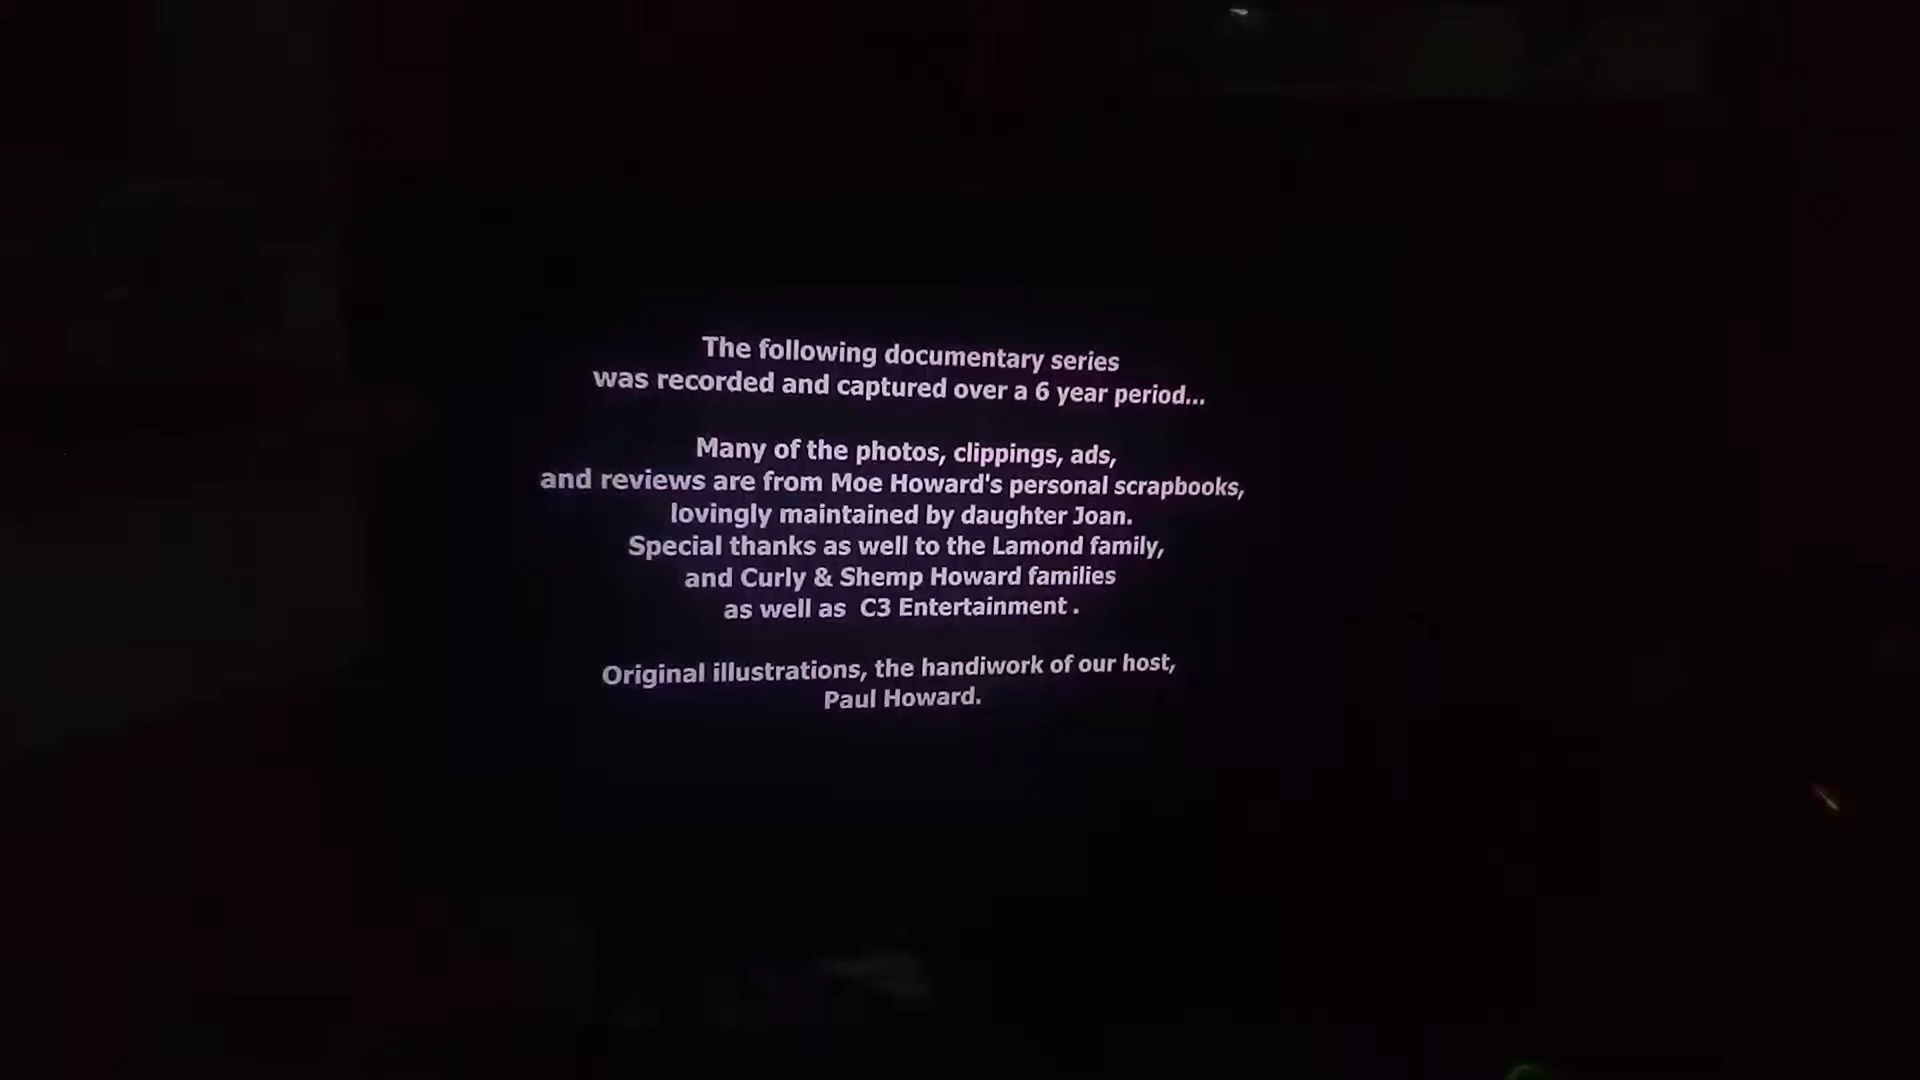 The following documentary series
was recorded and captured over a 6 year period...
Many of the photos, clippings, ads,
and reviews are from Moe Howard's personal scrapbooks,
lovingly maintained by daughter Joan.
Special thanks as well to the Lamond family,
and Curly & Shemp Howard families
as well as  C3 Entertainment .
Original illustrations, the handiwork of our host,
Paul Howard.